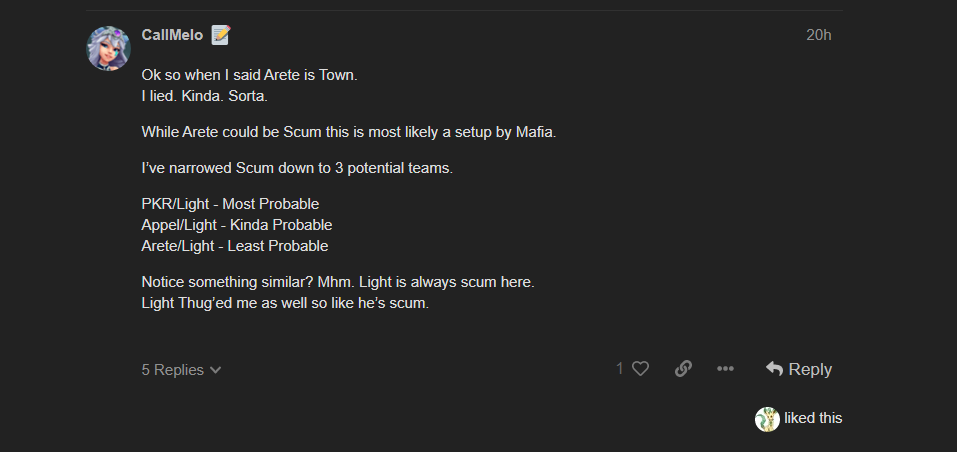 CallMelo
20h
Ok so when I said Arete is Town.
I lied. Kinda. Sorta.
While Arete could be Scum this is most likely a setup by Mafia.
I've narrowed Scum down to 3 potential teams.
PKR/Light - Most Probable
Appel/Light - Kinda Probable
Arete/Light - Least Probable
Notice something similar? Mhm. Light is always scum here.
Light Thug'ed me as well so like he's scum.
5 Replies
1
Reply
liked this